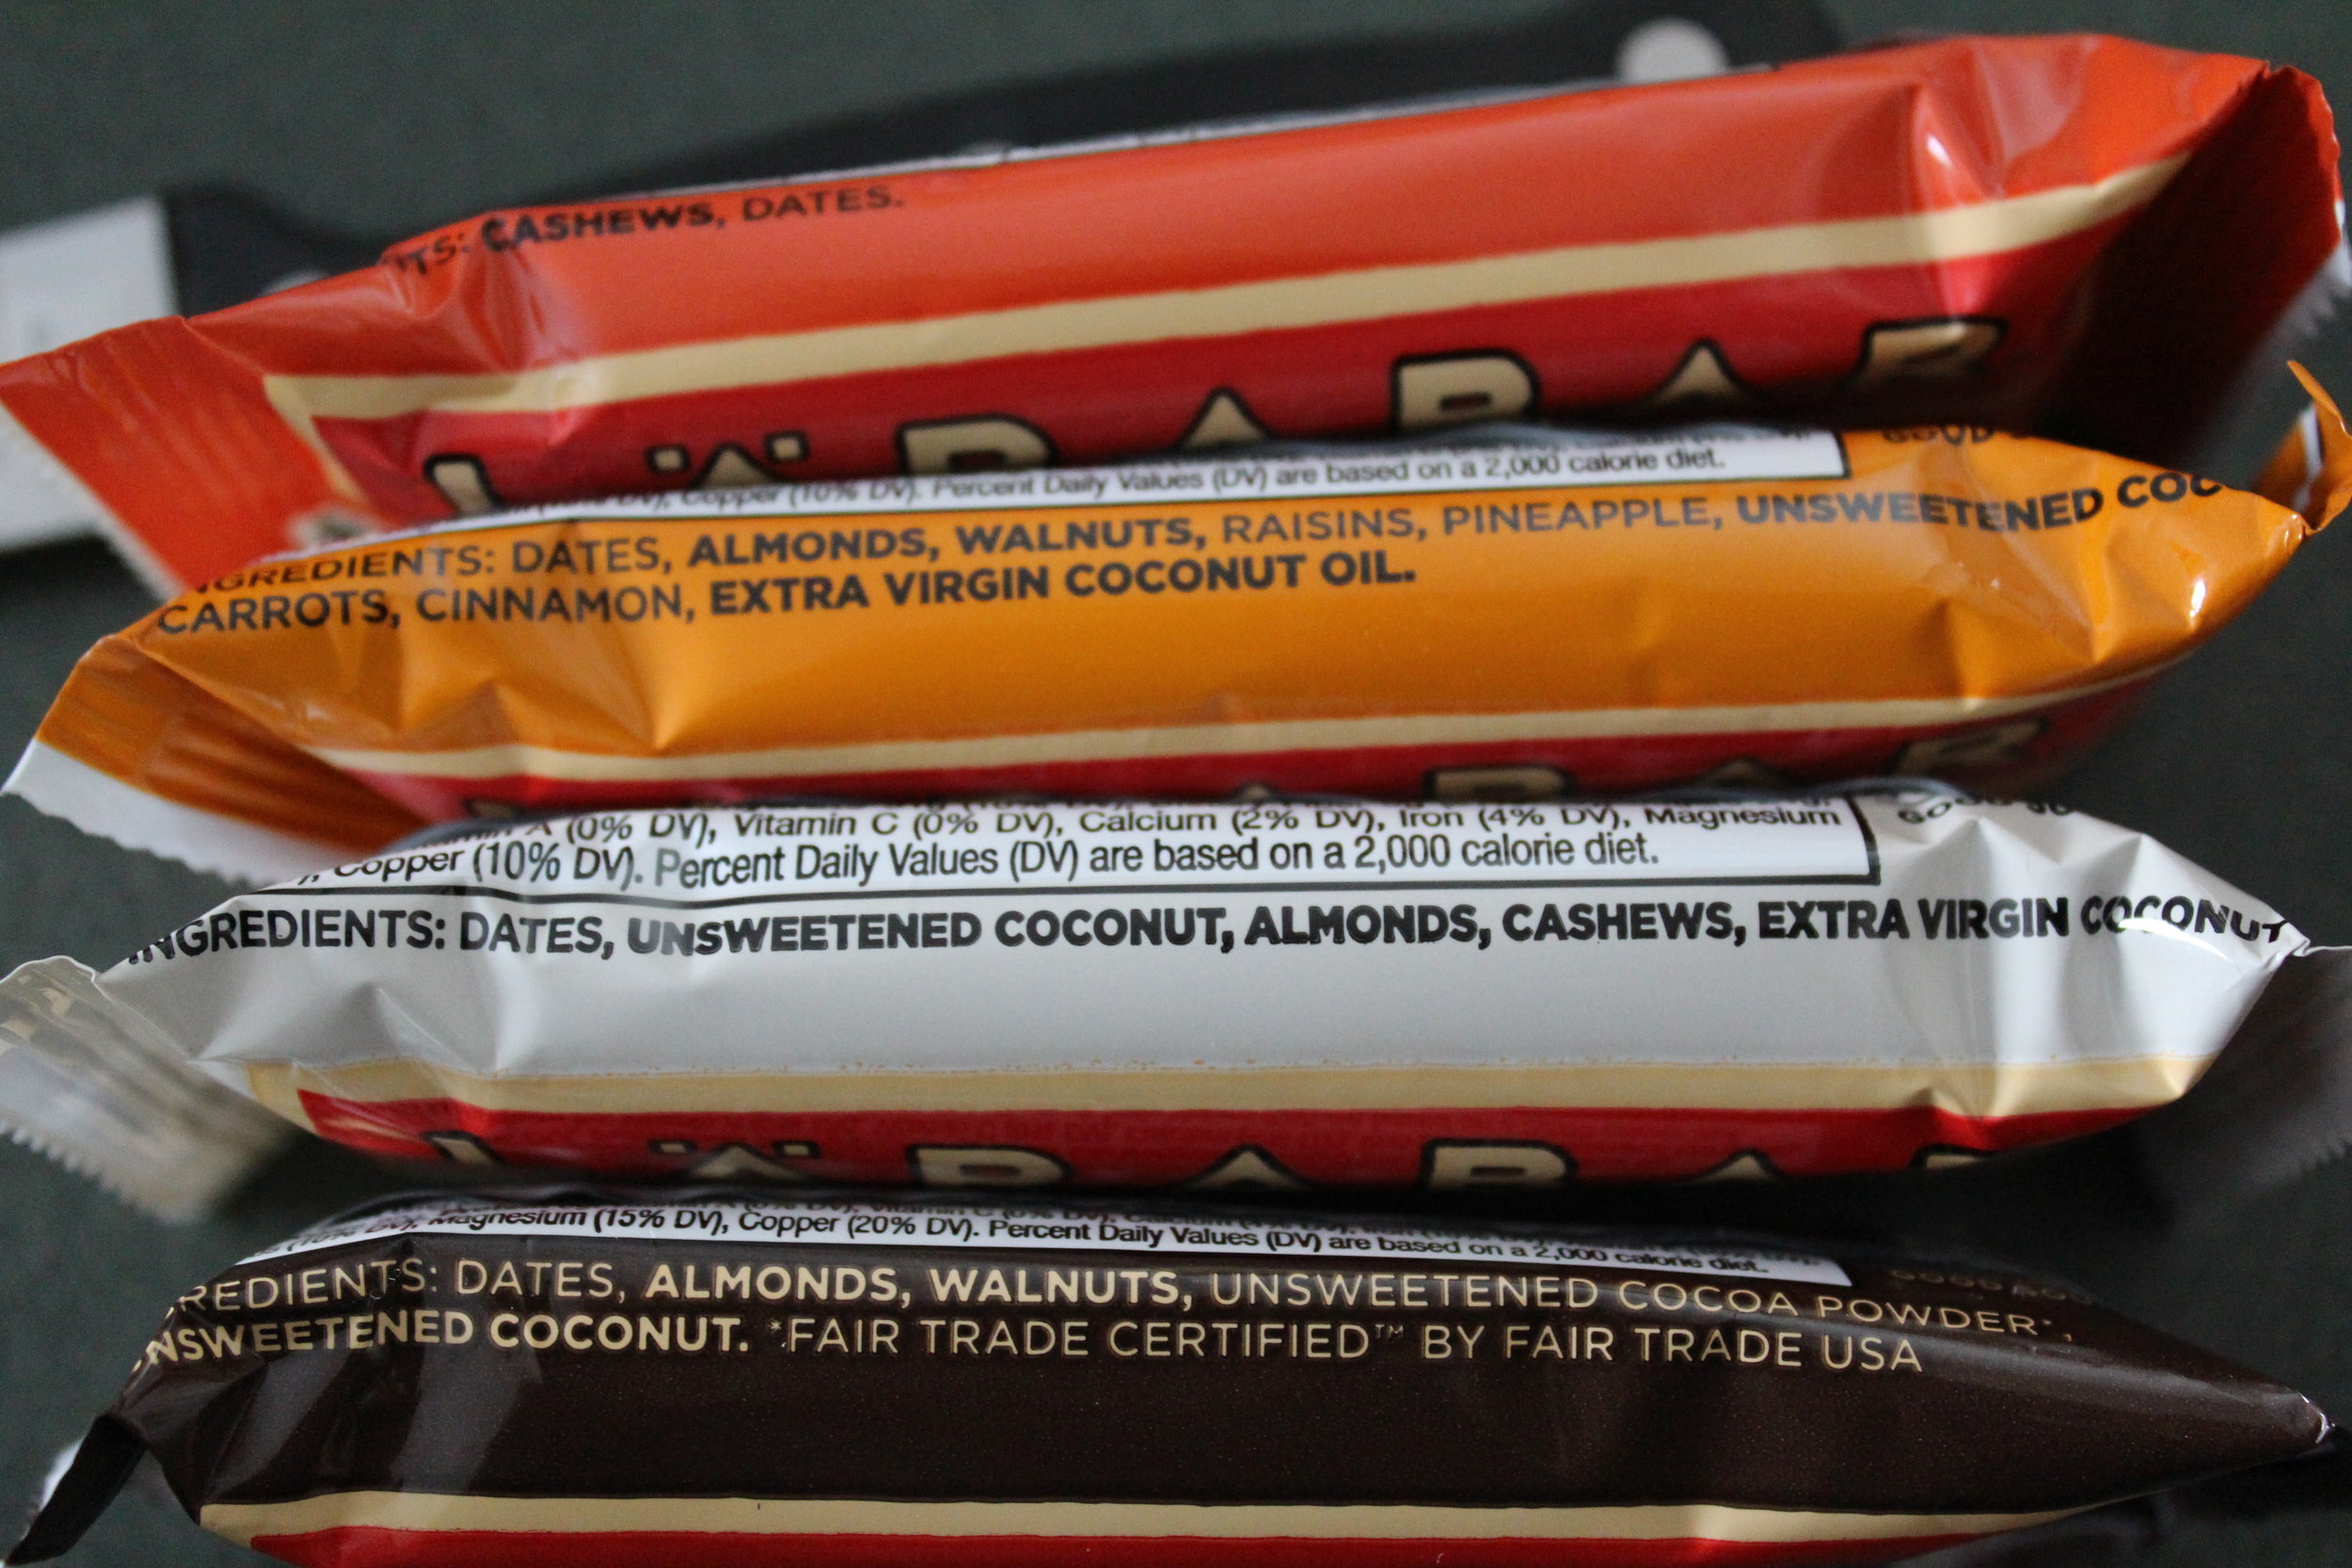 TS: CASHEWS, DATES.
LÄRABAR
Copper (10% DV). Percent Daily Values (DV) are based on a 2,000 calorie diet.
INGREDIENTS: DATES, ALMONDS, WALNUTS, RAISINS, PINEAPPLE, UNSWEETENED COC
CARROTS, CINNAMON, EXTRA VIRGIN COCONUT OIL.
A (0% DV), Vitamin C (0% DV), Calcium (2% DV), Iron (4% DV), Magnesium
Copper (10% DV). Percent Daily Values (DV) are based on a 2,000 calorie diet.
INGREDIENTS: DATES, UNSWEETENED COCONUT, ALMONDS, CASHEWS, EXTRA VIRGIN COCONUT
LÄRABAR
Magnesium (15% DV), Copper (20% DV). Percent Daily Values (DV) are based on a 2,000 calorie diet.
REDIENTS: DATES, ALMONDS, WALNUTS, UNSWEETENED COCOA POWDER*,
UNSWEETENED COCONUT. *FAIR TRADE CERTIFIED™ BY FAIR TRADE USA